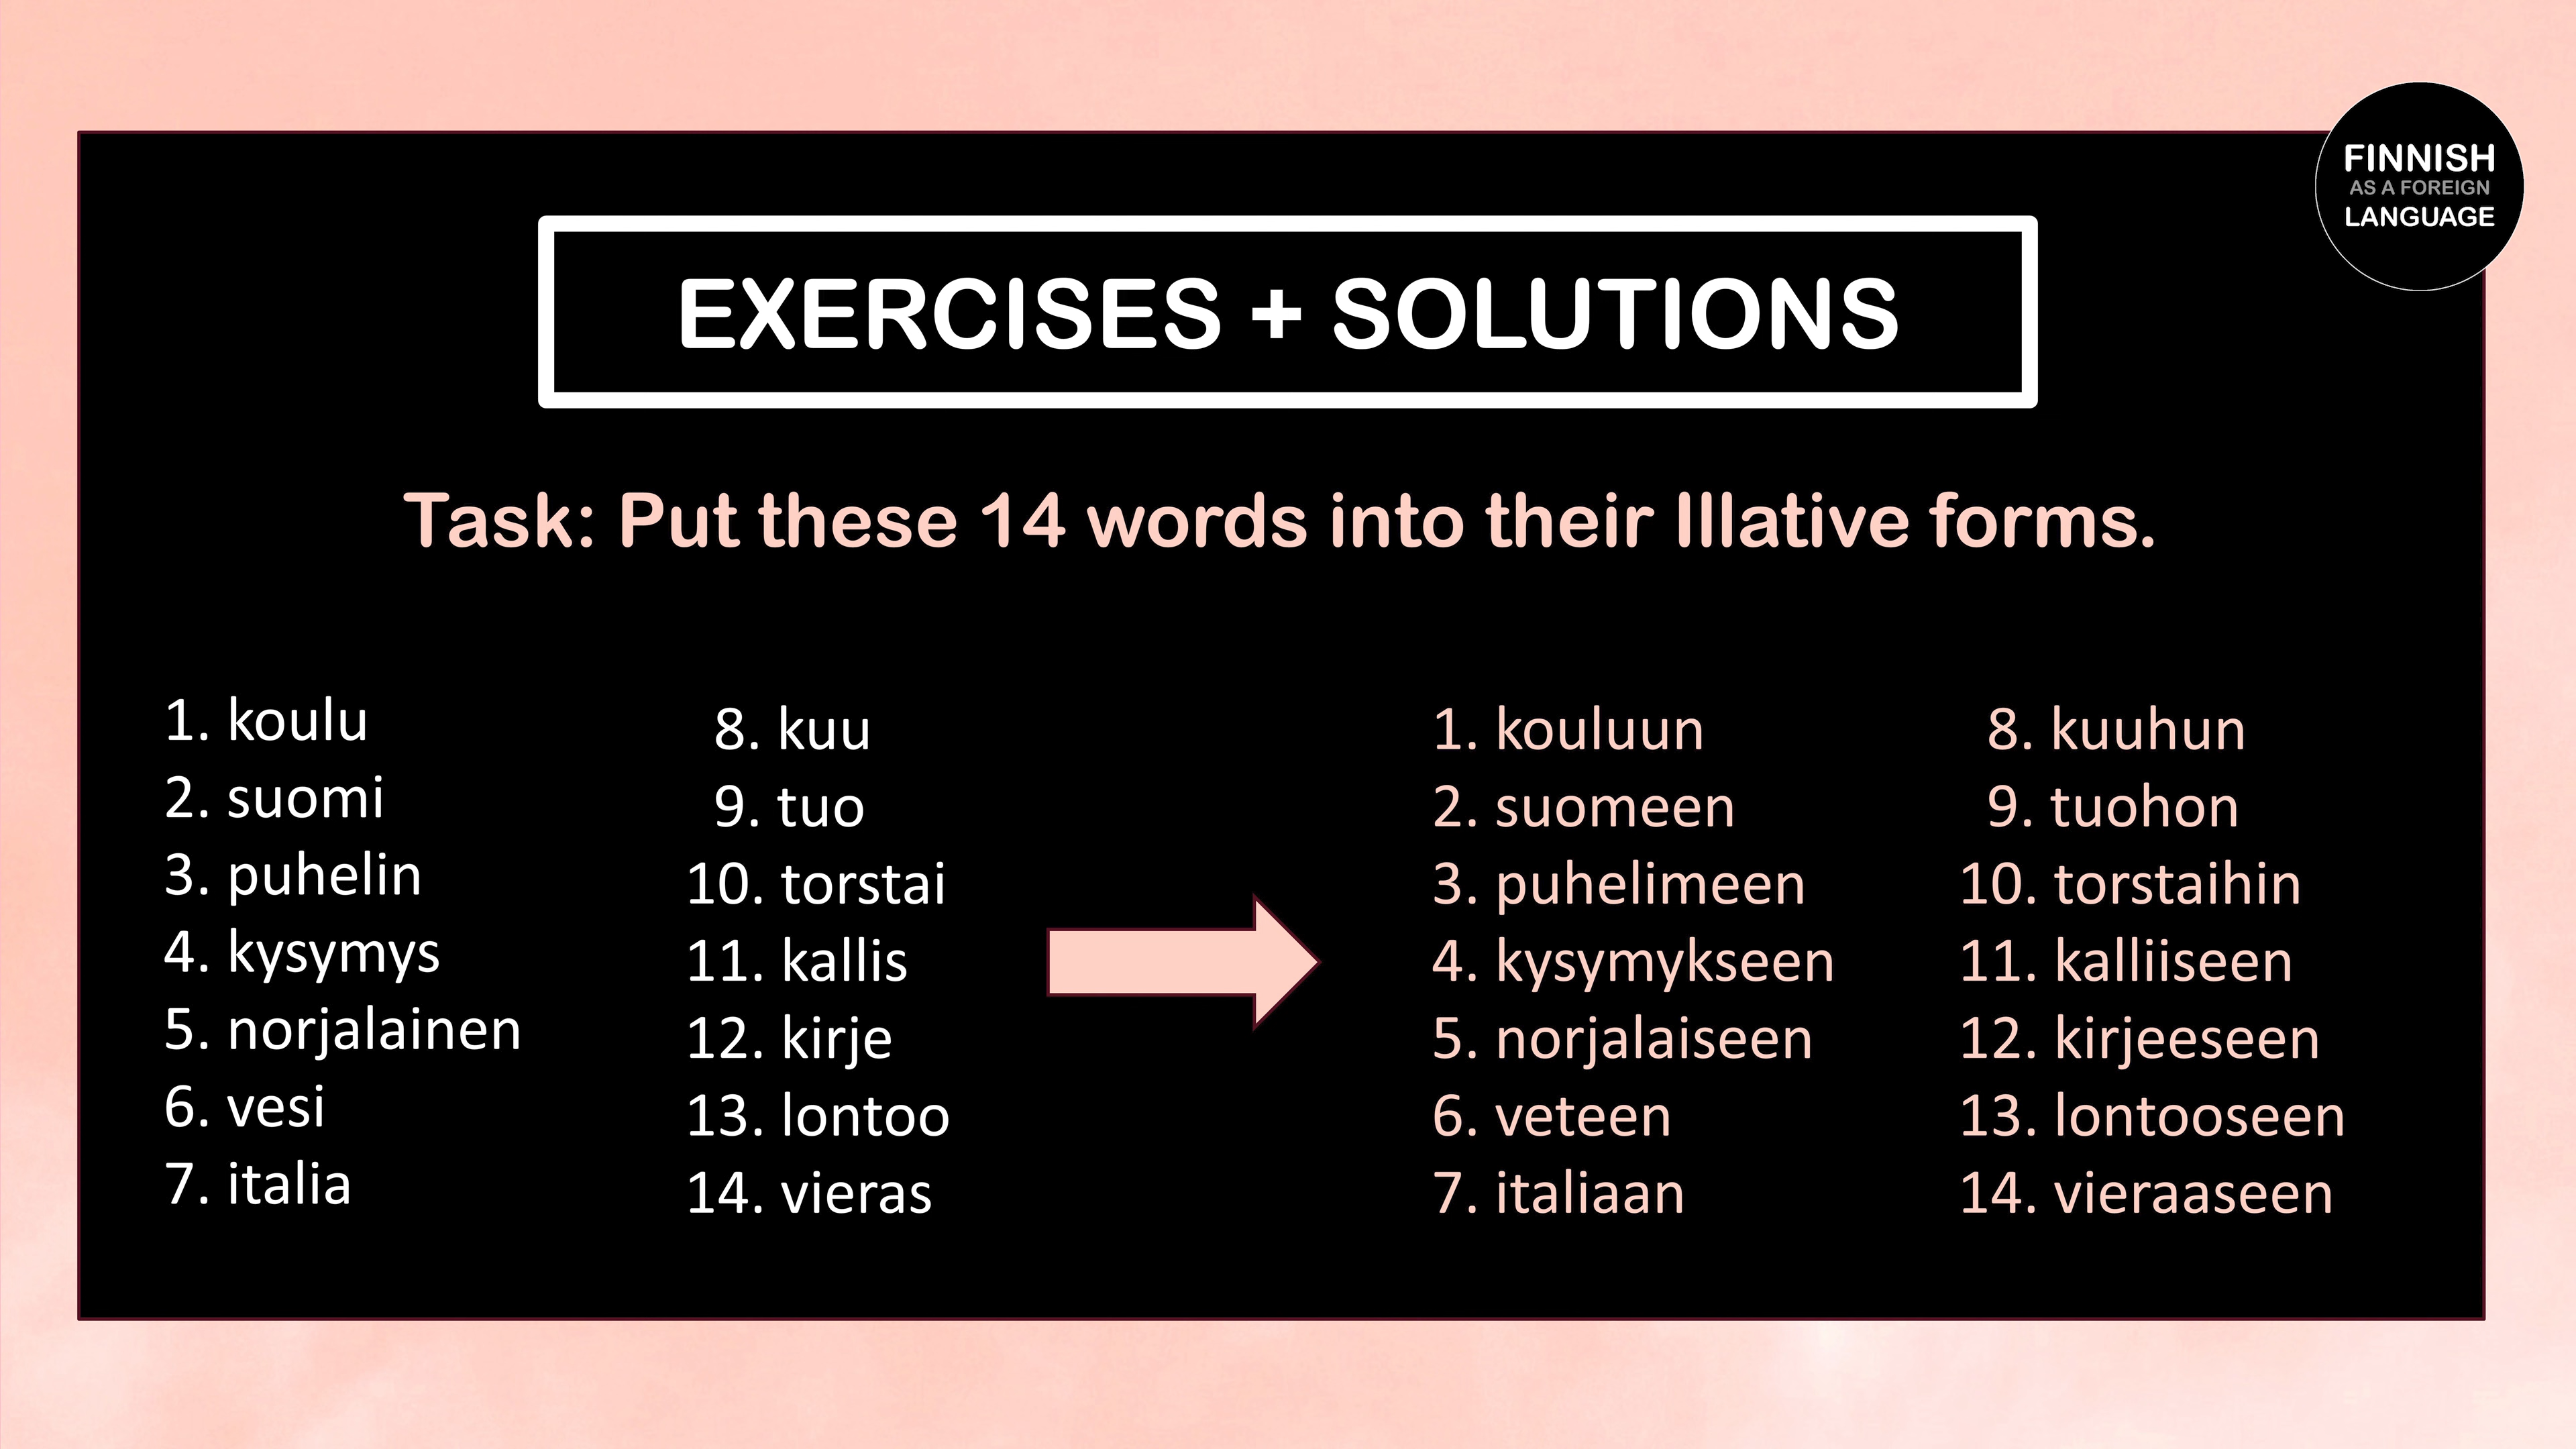 FINNISH
AS A FOREIGN
LANGUAGE
EXERCISES + SOLUTIONS
Task: Put these 14 words into their Illative forms.
1. koulu
2. suomi
3. puhelin
4. kysymys
5. norjalainen
6. vesi
7. italia
8. kuu
9. tuo
10. torstai
11. kallis
12. kirje
13. lontoo
14. vieras
1. kouluun
2. suomeen
3. puhelimeen
4. kysymykseen
5. norjalaiseen
6. veteen
7. italiaan
8. kuuhun
9. tuohon
10. torstaihin
11. kalliiseen
12. kirjeeseen
13. lontooseen
14. vieraaseen